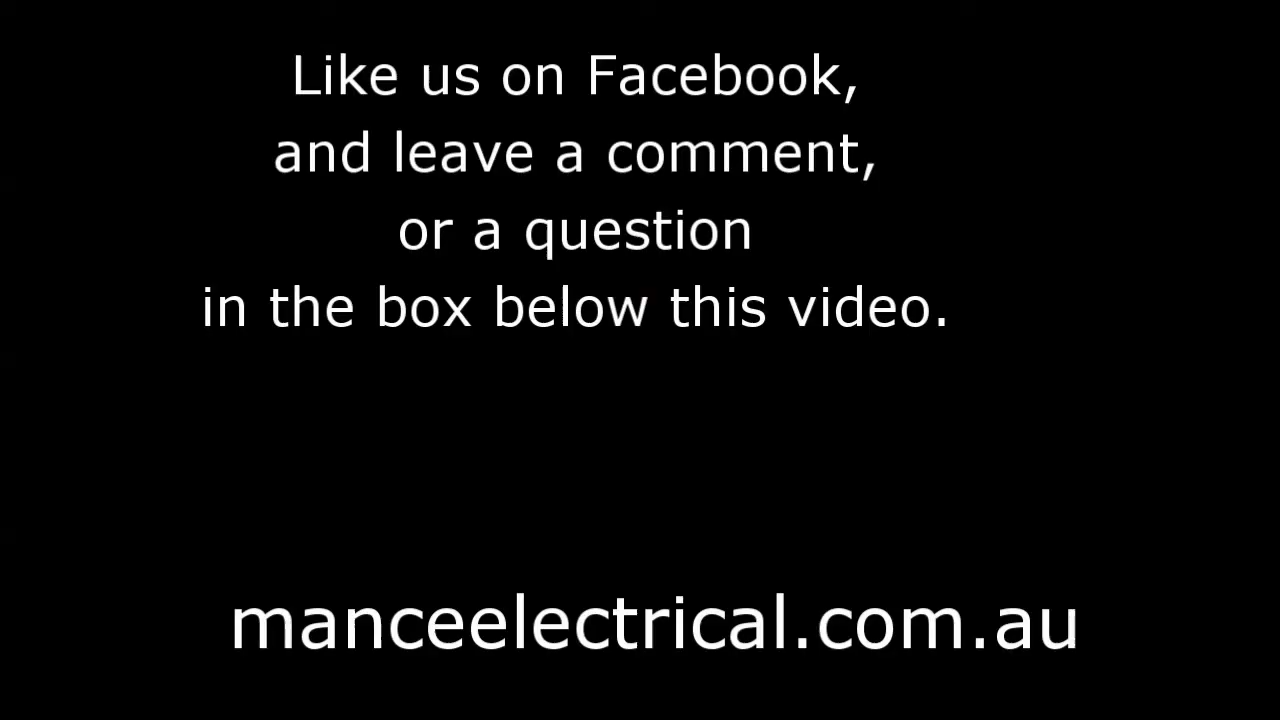 Like us on Facebook,
and leave a comment,
or a question
in the box below this video.
manceelectrical.com.au